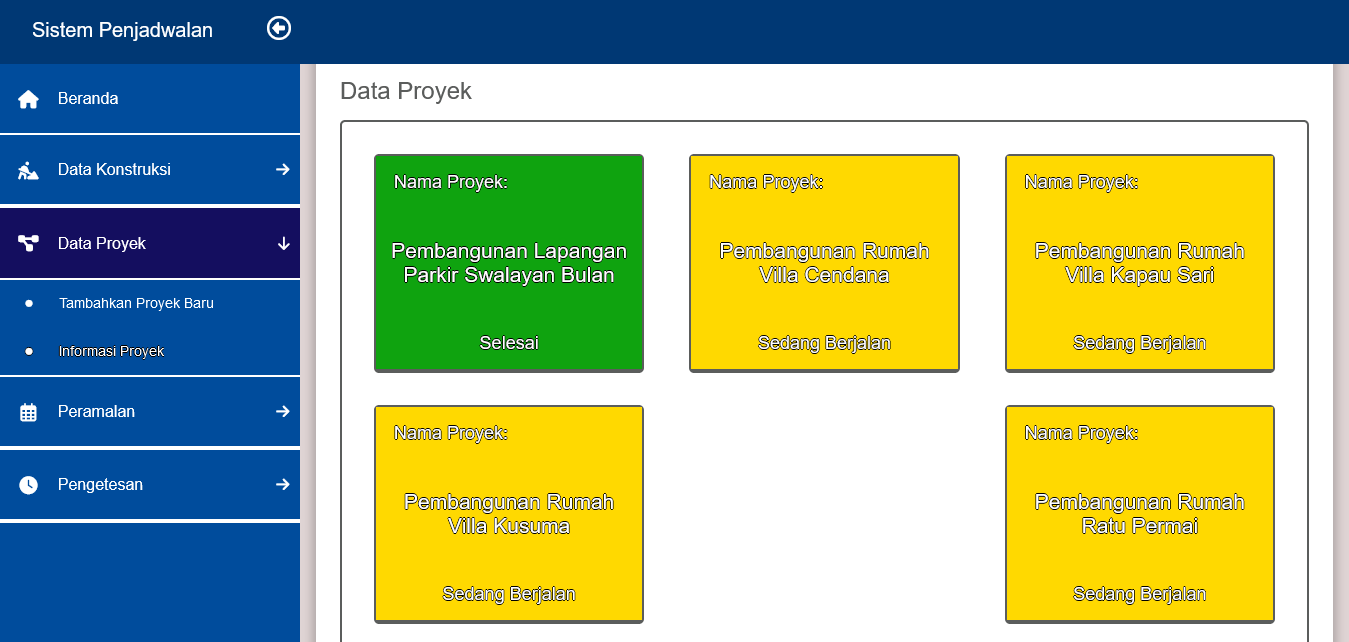 Sistem Penjadwalan
Beranda
Data Konstruksi
Data Proyek
Tambahkan Proyek Baru
Informasi Proyek
Peramalan
Pengetesan
Data Proyek
Nama Proyek:
Pembangunan Lapangan
Parkir Swalayan Bulan
Selesai
Nama Proyek:
Pembangunan Rumah
Villa Cendana
Sedang Berjalan
Nama Proyek:
Pembangunan Rumah
Villa Kapau Sari
Sedang Berjalan
Nama Proyek:
Pembangunan Rumah
Villa Kusuma
Sedang Berjalan
Nama Proyek:
Pembangunan Rumah
Ratu Permai
Sedang Berjalan